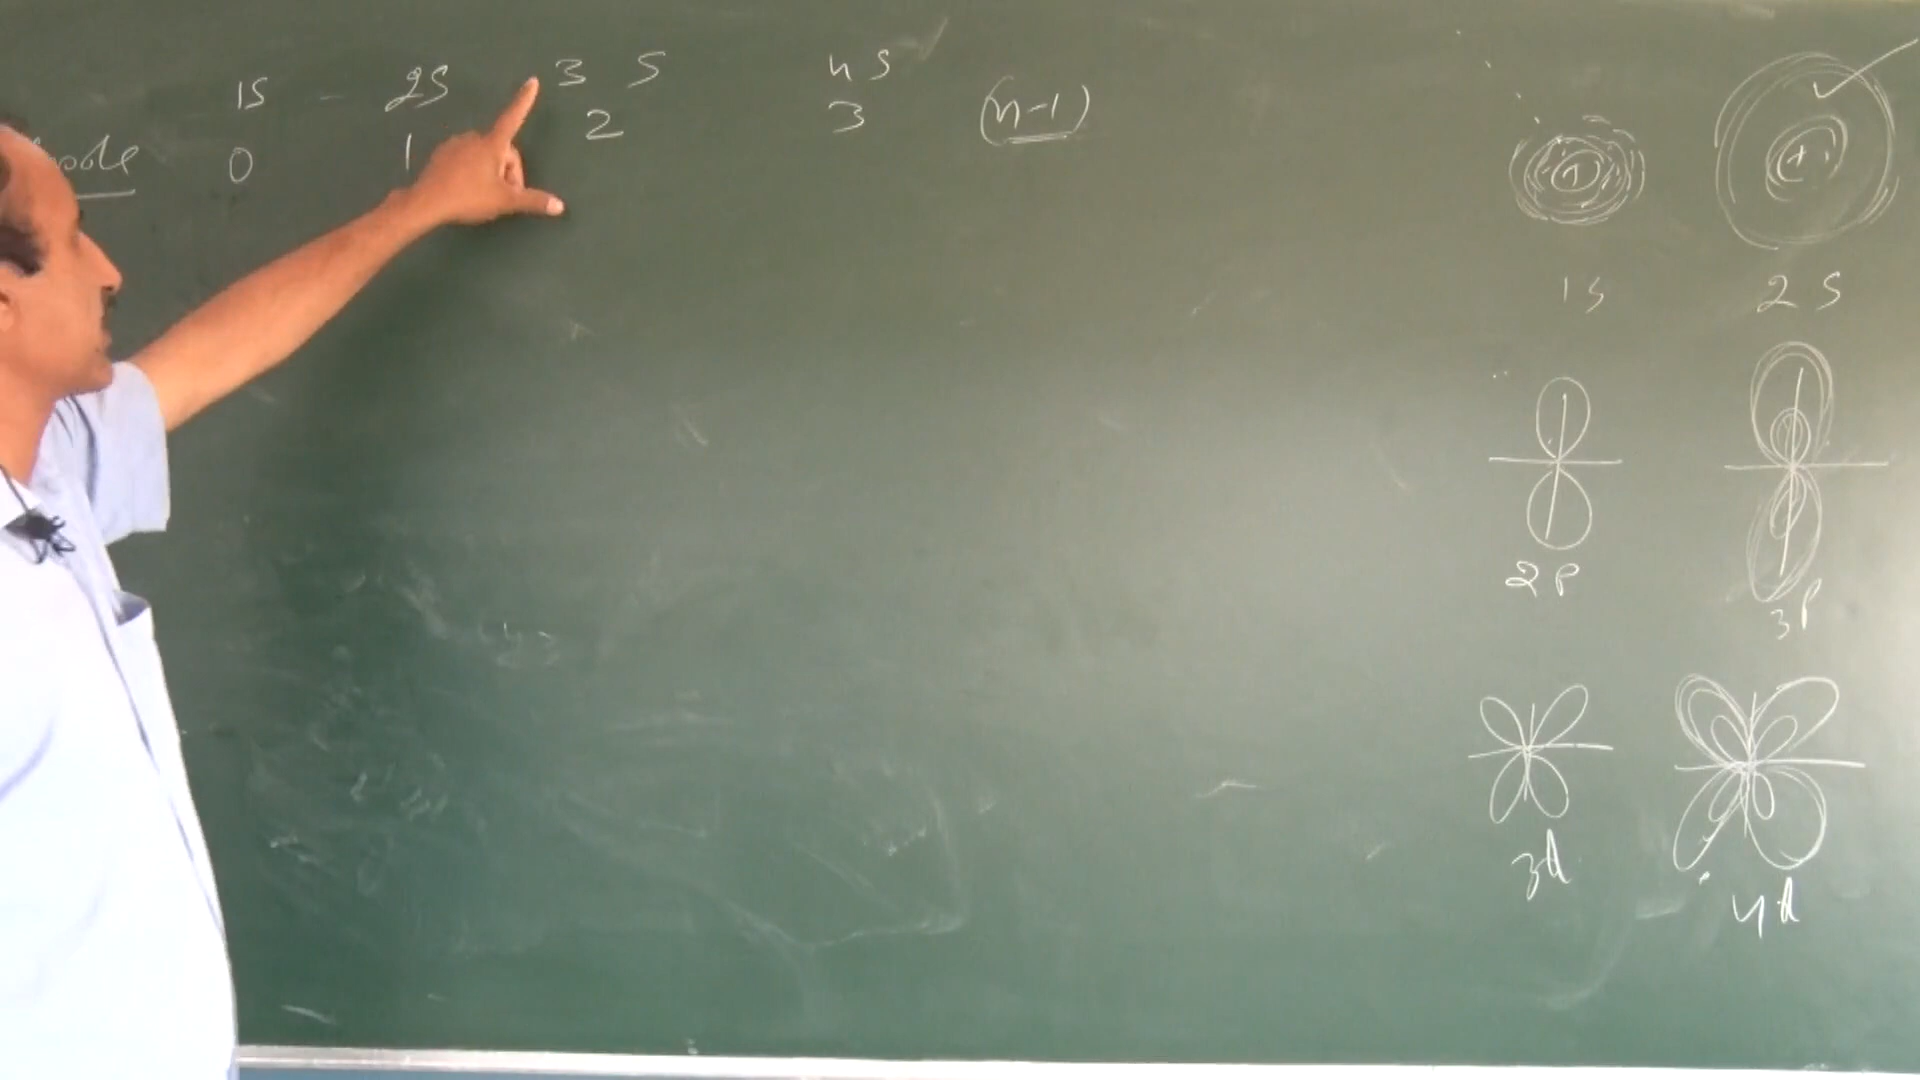 1s - 2s 3 s 4s
node 0 1 2 3 (n-1)
+ +
1s 2s
2p 3p
3d 4d